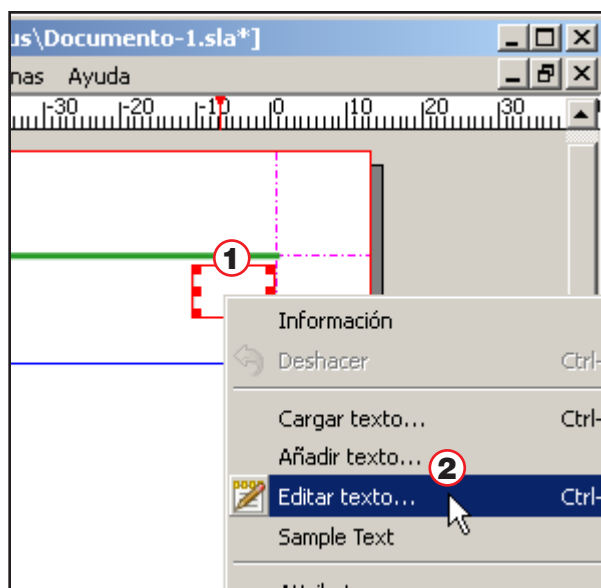 us\Documento-1.sla*]
nas Ayuda
-30 -20 -10 0 10 20 30
1
Información
Deshacer Ctrl-
Cargar texto... Ctrl-
Añadir texto...
2
Editar texto... Ctrl-
Sample Text